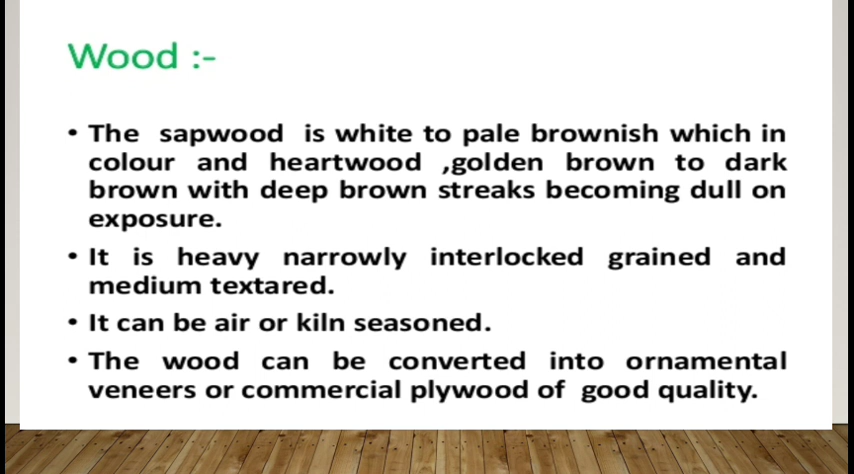 Wood :-
• The sapwood is white to pale brownish which in
colour and heartwood ,golden brown to dark
brown with deep brown streaks becoming dull on
exposure.
• It is heavy narrowly interlocked grained and
medium textared.
• It can be air or kiln seasoned.
• The wood can be converted into ornamental
veneers or commercial plywood of good quality.